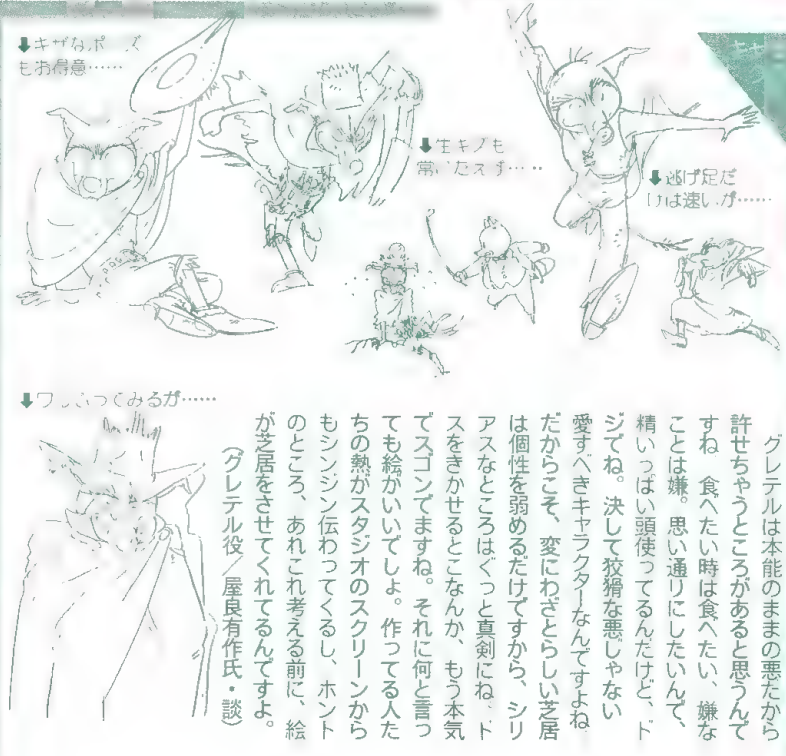 ⬇キザなポーズ
もお得意……
⬇生キノも
⬇逃げ足だ
けは速いが……
ってみるが……
グレテルは本能のままの悪だから
許せちゃうところがあると思うんで
すね 食べたい時は食べたい、嫌な
ことは嫌。思い通りにしたいんで、
精いっぱい頭使ってるんだけど、ド
ジでね。決して狡猾な悪じゃない
愛すべきキャラクターなんですよね
だからこそ、変にわざとらしい芝居
は個性を弱めるだけですから、シリ
アスなところはぐっと真剣にね。ド
スをきかせるとこなんか、もう本気
でスゴンでますね。それに何と言っ
ても絵がいいでしょ。作ってる人た
ちの熱がスタジオのスクリーンから
もシンジン伝わってくるし、ホント
のところ、あれこれ考える前に、絵
が芝居をさせてくれてるんですよ。
（グレテル役／屋良有作氏・談）